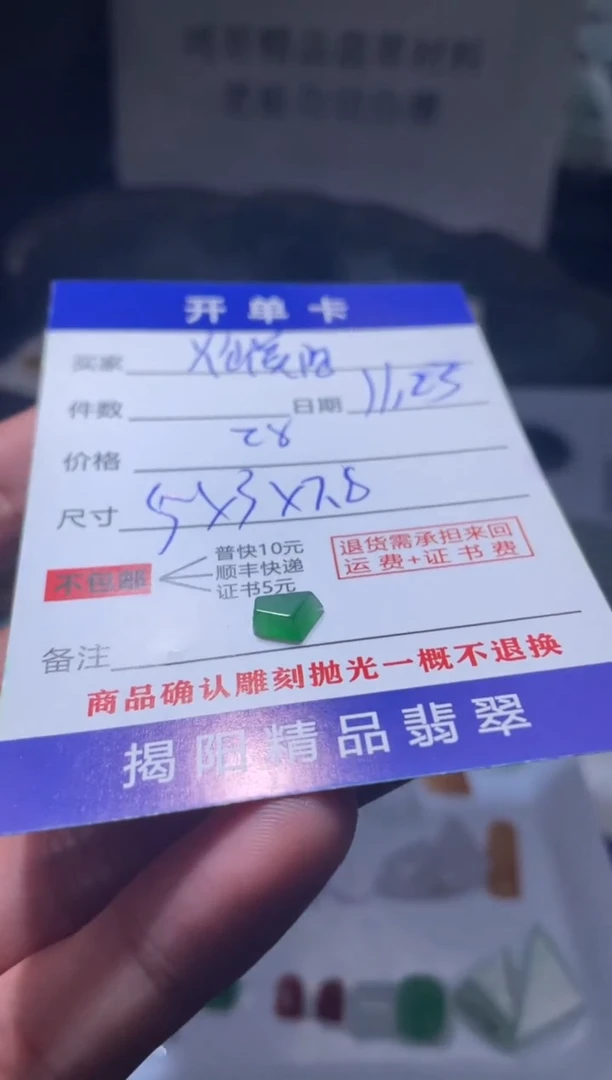 开单卡
买家
件数 日期 11,25
价格 28
尺寸 5X3X7.8
不包邮
普快10元
顺丰快递
证书5元
退货需承担来回
运费+证书费
备注
商品确认雕刻抛光一概不退换
揭阳精品翡翠